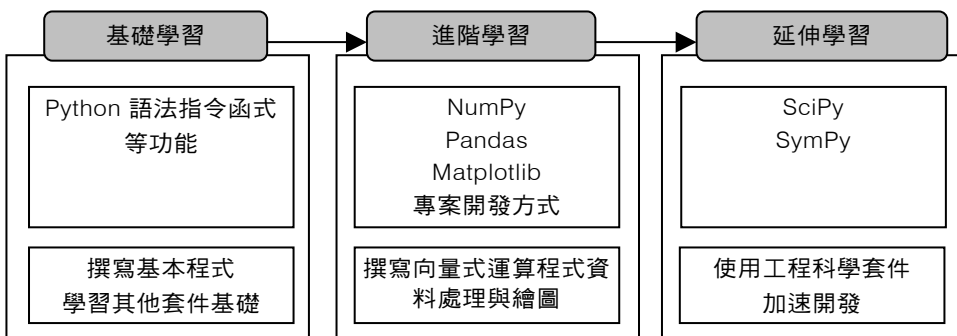 基礎學習
進階學習
延伸學習
Python 語法指令函式
等功能
NumPy
Pandas
Matplotlib
專案開發方式
SciPy
SymPy
撰寫基本程式
學習其他套件基礎
撰寫向量式運算程式資
料處理與繪圖
使用工程科學套件
加速開發